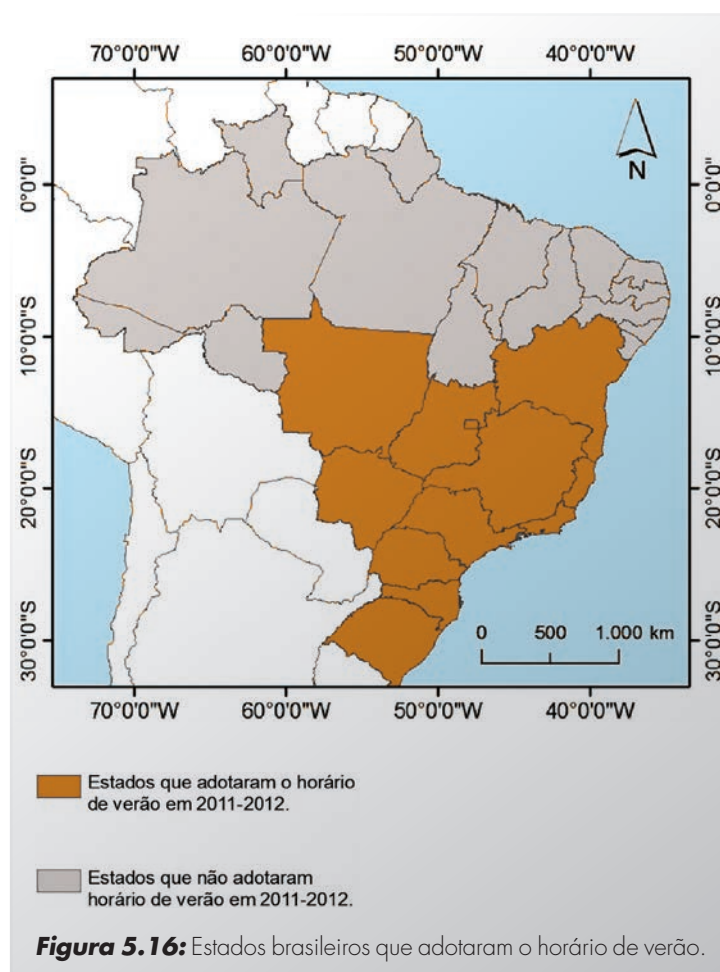 70°0'0"W 60°0'0"W 50°0'0"W 40°0'0"W
N
0°0'0" 0°0'0"
10°0'0"S 10°0'0"S
20°0'0"S 20°0'0"S
0 500 1.000 km
30°0'0"S 30°0'0"S
70°0'0"W 60°0'0"W 50°0'0"W 40°0'0"W
Estados que adotaram o horário
de verão em 2011-2012.
Estados que não adotaram
horário de verão em 2011-2012.
Figura 5.16: Estados brasileiros que adotaram o horário de verão.